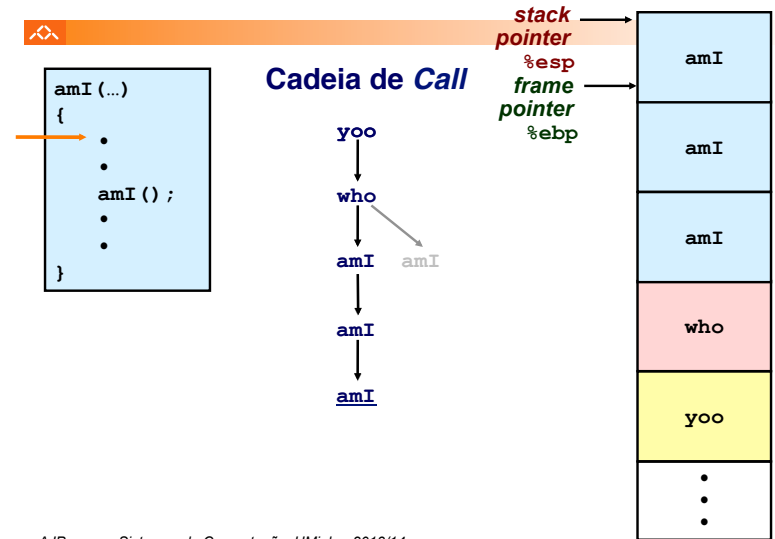 stack
pointer
%esp
frame
pointer
%ebp
Cadeia de Call
amI(…)
{
•
•
amI();
•
•
}
yoo
who
amI amI
amI
amI
amI
amI
amI
who
yoo
•
•
•